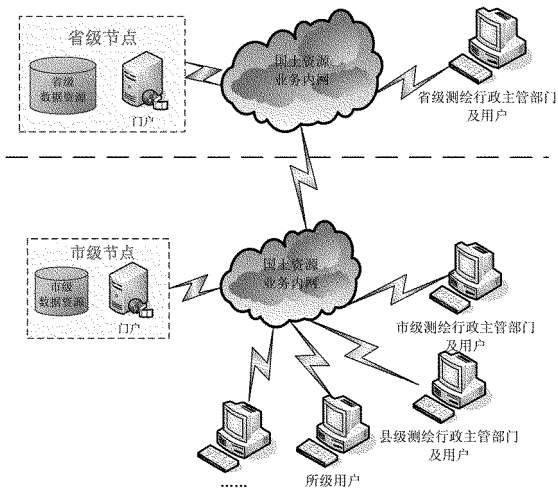 省级节点
省级
数据资源
门户
国土资源
业务内网
省级测绘行政主管部门
及用户
市级节点
市级
数据资源
门户
国土资源
业务内网
市级测绘行政主管部门
及用户
县级测绘行政主管部门
及用户
......
所级用户